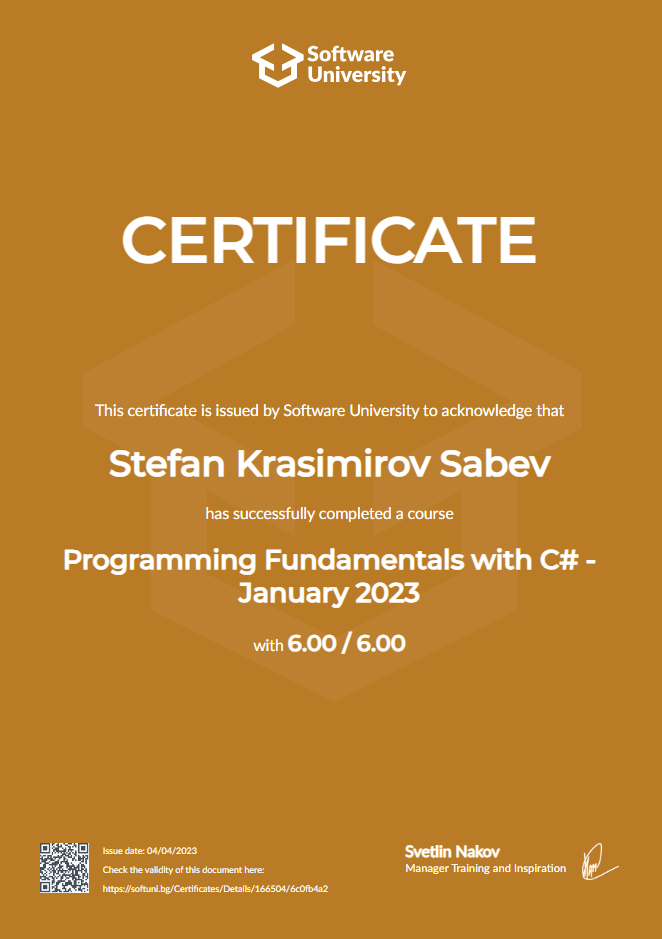 Software
University
CERTIFICATE
This certificate is issued by Software University to acknowledge that
Stefan Krasimirov Sabev
has successfully completed a course
Programming Fundamentals with C# -
January 2023
with 6.00 / 6.00
Issue date: 04/04/2023
Check the validity of this document here:
https://softuni.bg/Certificates/Details/166504/6c0fb4a2
Svetlin Nakov
Manager Training and Inspiration